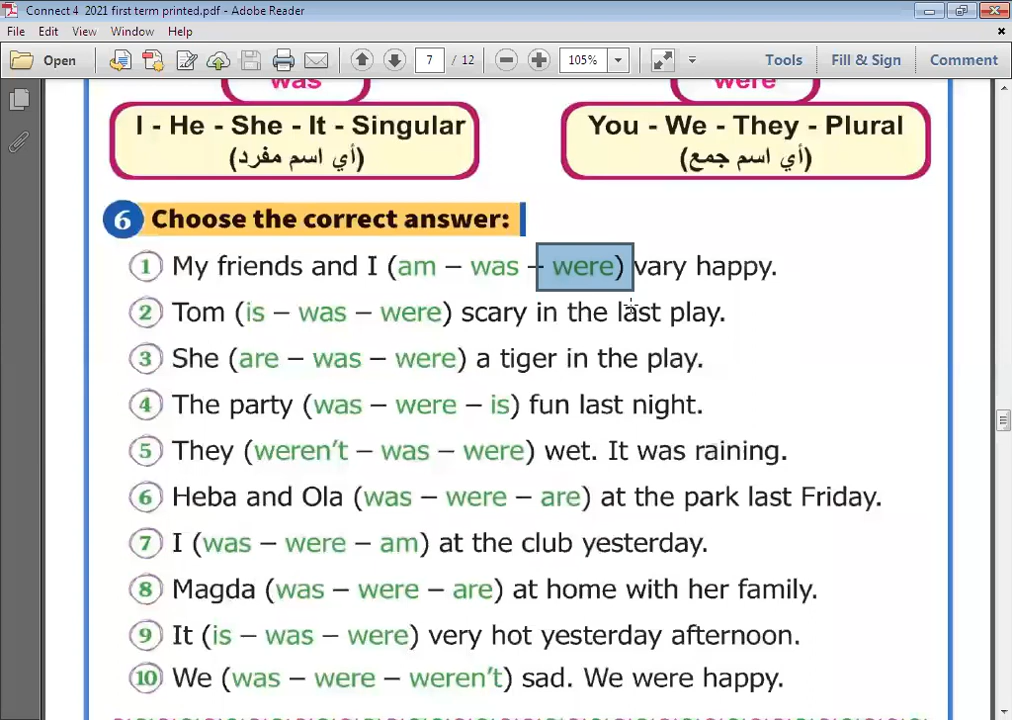 Connect 4 2021 first term printed.pdf - Adobe Reader
File Edit View Window Help
Open 7 / 12 105% Tools Fill & Sign Comment
was were
I - He - She - It - Singular
(أي اسم مفرد)
You - We - They - Plural
(أي اسم جمع)
6 Choose the correct answer:
1 My friends and I (am – was – were) vary happy.
2 Tom (is – was – were) scary in the last play.
3 She (are – was – were) a tiger in the play.
4 The party (was – were – is) fun last night.
5 They (weren't – was – were) wet. It was raining.
6 Heba and Ola (was – were – are) at the park last Friday.
7 I (was – were – am) at the club yesterday.
8 Magda (was – were – are) at home with her family.
9 It (is – was – were) very hot yesterday afternoon.
10 We (was – were – weren't) sad. We were happy.